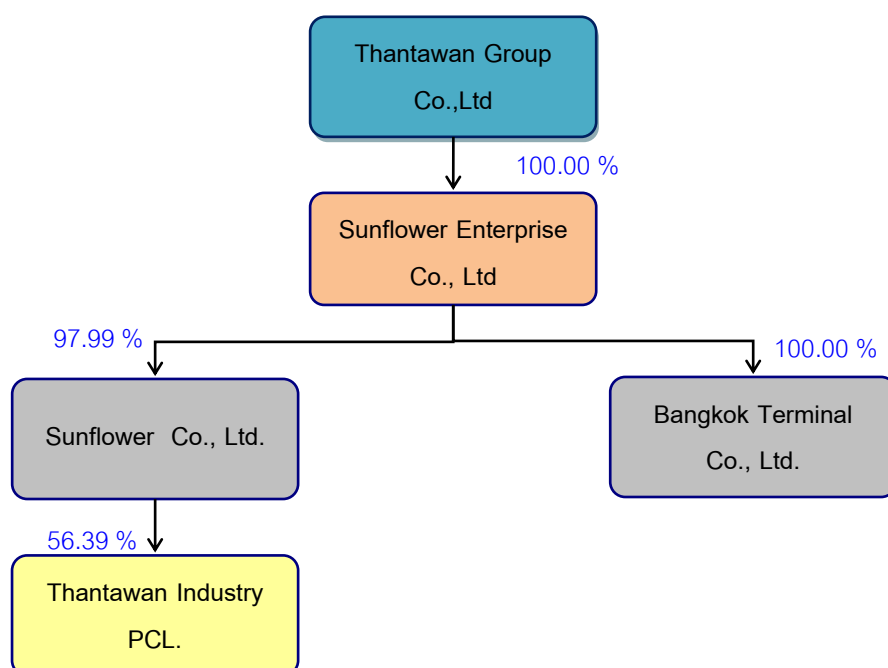 Thantawan Group
Co.,Ltd
100.00 %
Sunflower Enterprise
Co., Ltd
97.99 %
100.00 %
Sunflower Co., Ltd.
Bangkok Terminal
Co., Ltd.
56.39 %
Thantawan Industry
PCL.